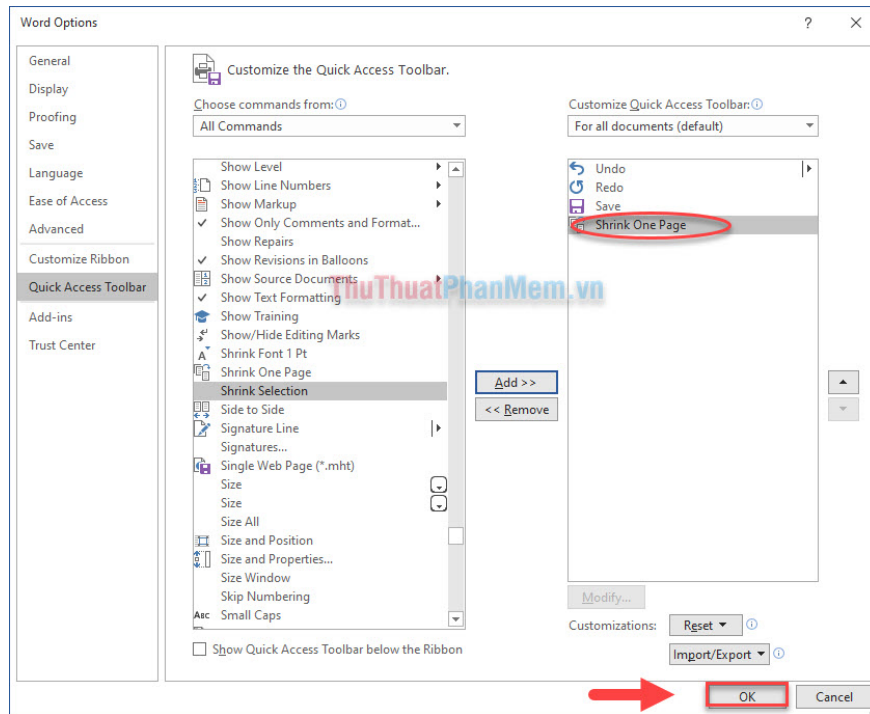 Word Options
?
General
Display
Proofing
Save
Language
Ease of Access
Advanced
Customize Ribbon
Quick Access Toolbar
Add-ins
Trust Center
Customize the Quick Access Toolbar.
Choose commands from:
All Commands
Show Level
Show Line Numbers
Show Markup
Show Only Comments and Format...
Show Repairs
Show Revisions in Balloons
Show Source Documents
Show Text Formatting
Show Training
Show/Hide Editing Marks
Shrink Font 1 Pt
Shrink One Page
Shrink Selection
Side to Side
Signature Line
Signatures...
Single Web Page (*.mht)
Size
Size
Size All
Size and Position
Size and Properties...
Size Window
Skip Numbering
Small Caps
Show Quick Access Toolbar below the Ribbon
Add >>
<< Remove
Customize Quick Access Toolbar:
For all documents (default)
Undo
Redo
Save
Shrink One Page
Modify...
Customizations:
Reset
Import/Export
OK
Cancel
ThuThuatPhanMem.vn